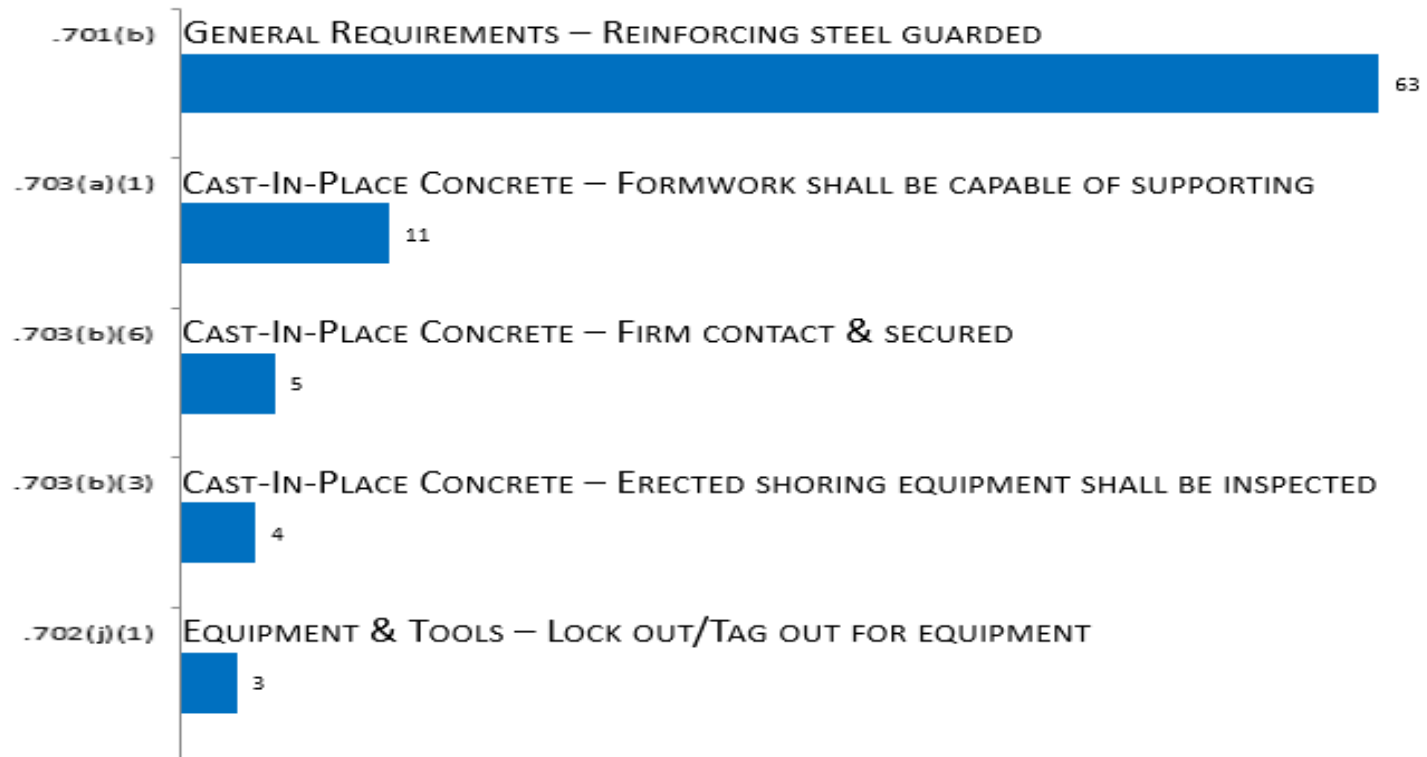 .701(b) General Requirements – Reinforcing steel guarded
63
.703(a)(1) Cast-In-Place Concrete – Formwork shall be capable of supporting
11
.703(b)(6) Cast-In-Place Concrete – Firm contact & secured
5
.703(b)(3) Cast-In-Place Concrete – Erected shoring equipment shall be inspected
4
.702(j)(1) Equipment & Tools – Lock out/Tag out for equipment
3